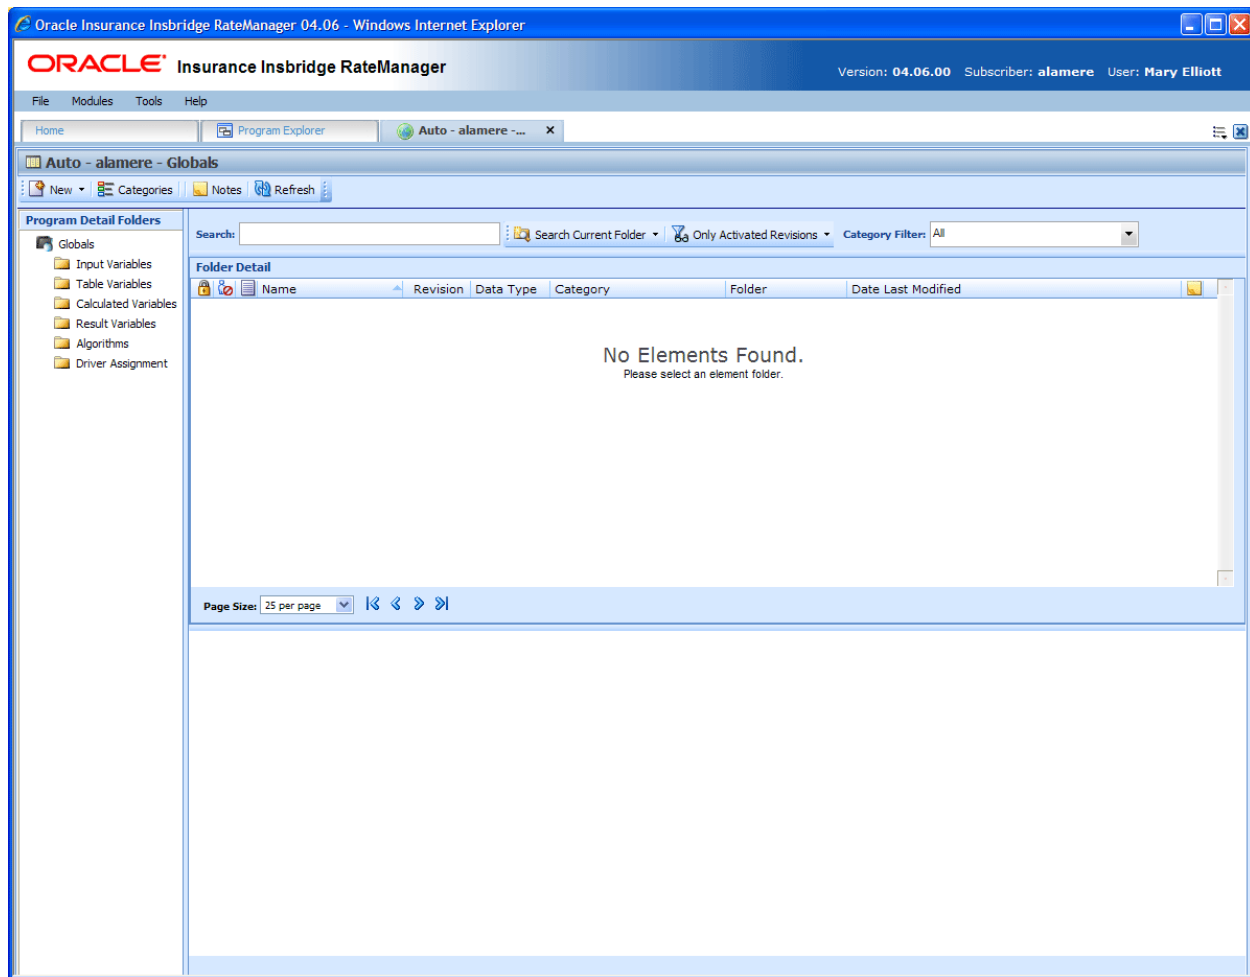 Oracle Insurance Insbridge RateManager 04.06 - Windows Internet Explorer
ORACLE Insurance Insbridge RateManager
Version: 04.06.00 Subscriber: alamere User: Mary Elliott
File Modules Tools Help
Home Program Explorer Auto - alamere -...
Auto - alamere - Globals
New Categories Notes Refresh
Program Detail Folders
Globals
Input Variables
Table Variables
Calculated Variables
Result Variables
Algorithms
Driver Assignment
Search: Search Current Folder Only Activated Revisions Category Filter: All
Folder Detail
Name Revision Data Type Category Folder Date Last Modified
No Elements Found.
Please select an element folder.
Page Size: 25 per page